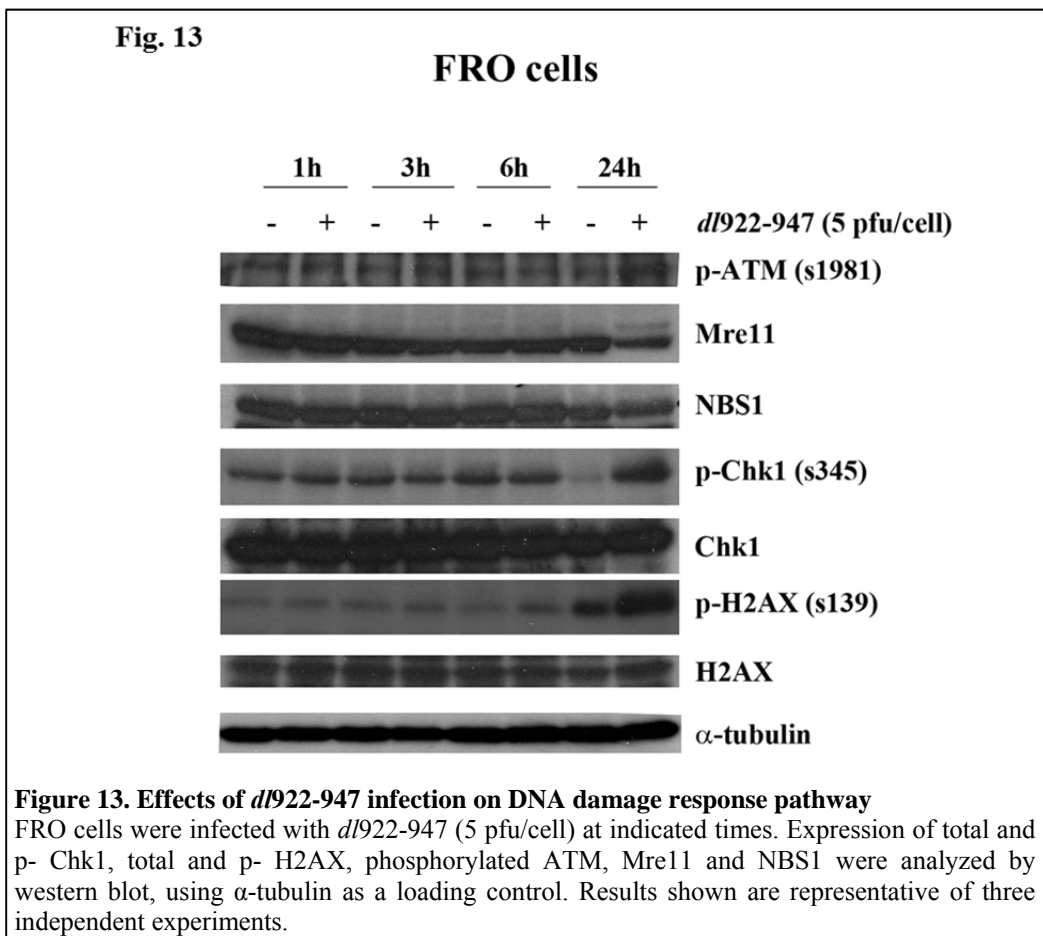 Fig. 13
FRO cells
1h 3h 6h 24h
- + - + - + - + dl922-947 (5 pfu/cell)
p-ATM (s1981)
Mre11
NBS1
p-Chk1 (s345)
Chk1
p-H2AX (s139)
H2AX
α-tubulin
Figure 13. Effects of dl922-947 infection on DNA damage response pathway
FRO cells were infected with dl922-947 (5 pfu/cell) at indicated times. Expression of total and
p- Chk1, total and p- H2AX, phosphorylated ATM, Mre11 and NBS1 were analyzed by
western blot, using α-tubulin as a loading control. Results shown are representative of three
independent experiments.